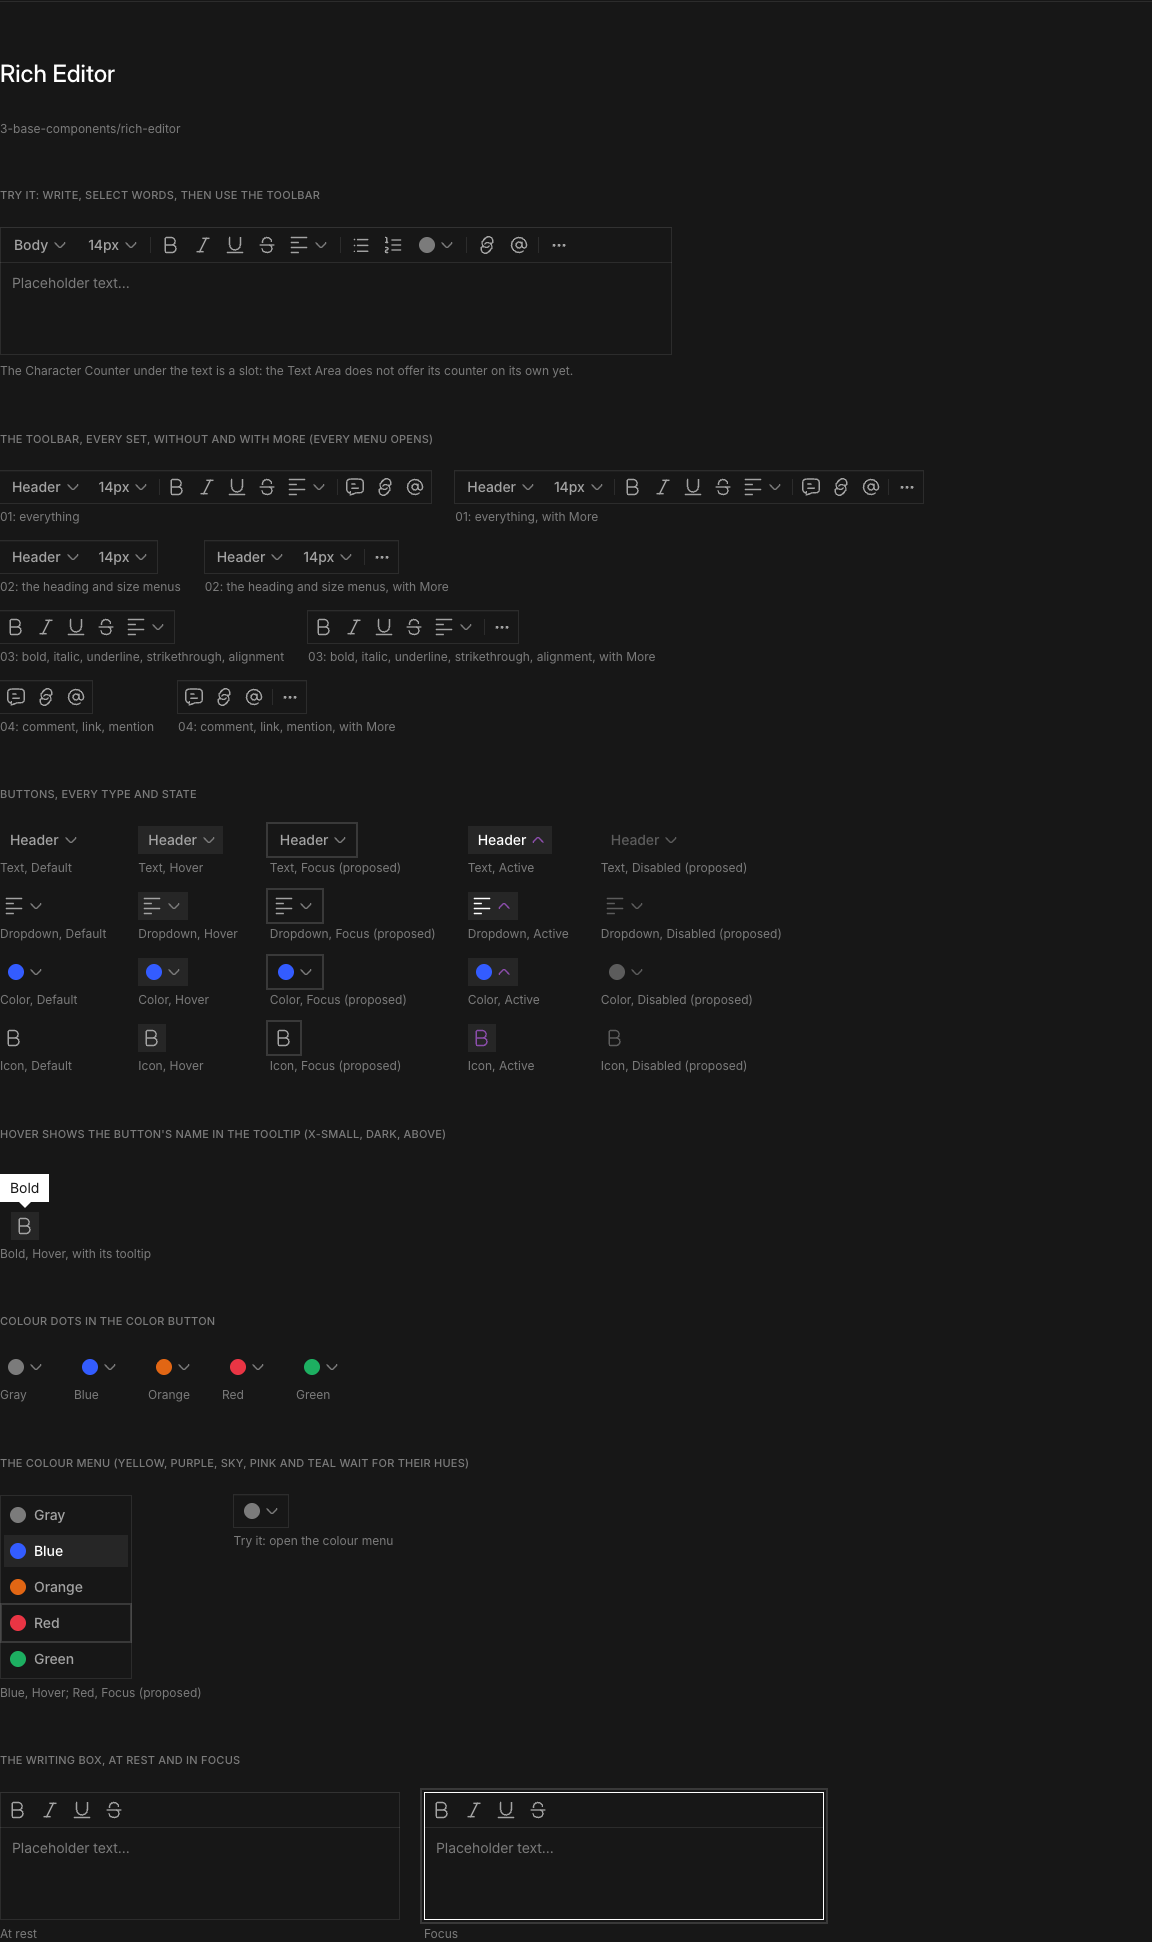 Rich Editor
3-base-components/rich-editor
TRY IT: WRITE, SELECT WORDS, THEN USE THE TOOLBAR
Body 14px
Placeholder text...
The Character Counter under the text is a slot: the Text Area does not offer its counter on its own yet.
THE TOOLBAR, EVERY SET, WITHOUT AND WITH MORE (EVERY MENU OPENS)
Header 14px Header 14px
01: everything 01: everything, with More
Header 14px Header 14px
02: the heading and size menus 02: the heading and size menus, with More
03: bold, italic, underline, strikethrough, alignment 03: bold, italic, underline, strikethrough, alignment, with More
04: comment, link, mention 04: comment, link, mention, with More
BUTTONS, EVERY TYPE AND STATE
Header Header Header Header Header
Text, Default Text, Hover Text, Focus (proposed) Text, Active Text, Disabled (proposed)
Dropdown, Default Dropdown, Hover Dropdown, Focus (proposed) Dropdown, Active Dropdown, Disabled (proposed)
Color, Default Color, Hover Color, Focus (proposed) Color, Active Color, Disabled (proposed)
Icon, Default Icon, Hover Icon, Focus (proposed) Icon, Active Icon, Disabled (proposed)
HOVER SHOWS THE BUTTON'S NAME IN THE TOOLTIP (X-SMALL, DARK, ABOVE)
Bold
Bold, Hover, with its tooltip
COLOUR DOTS IN THE COLOR BUTTON
Gray Blue Orange Red Green
THE COLOUR MENU (YELLOW, PURPLE, SKY, PINK AND TEAL WAIT FOR THEIR HUES)
Gray
Blue
Orange
Red
Green
Try it: open the colour menu
Blue, Hover; Red, Focus (proposed)
THE WRITING BOX, AT REST AND IN FOCUS
Placeholder text... Placeholder text...
At rest Focus